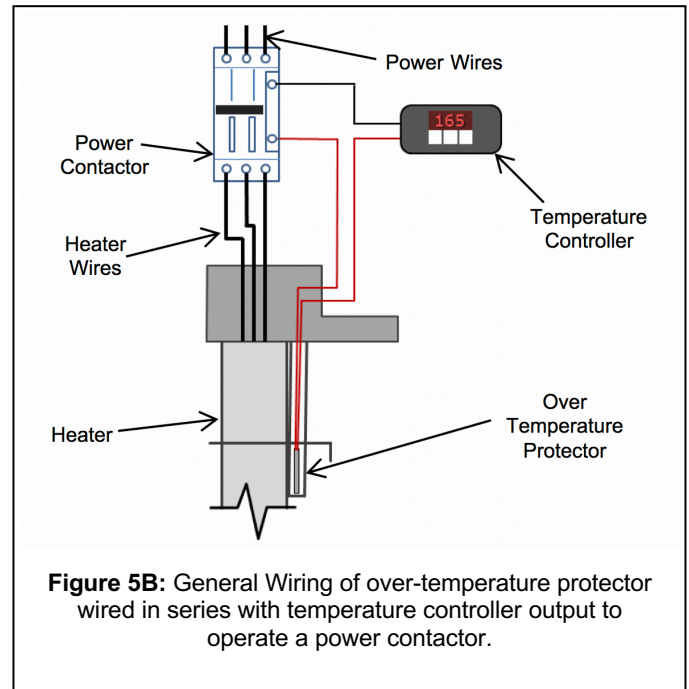 Power Wires
165
Power
Contactor
Temperature
Controller
Heater
Wires
Over
Temperature
Protector
Heater
Figure 5B: General Wiring of over-temperature protector
wired in series with temperature controller output to
operate a power contactor.